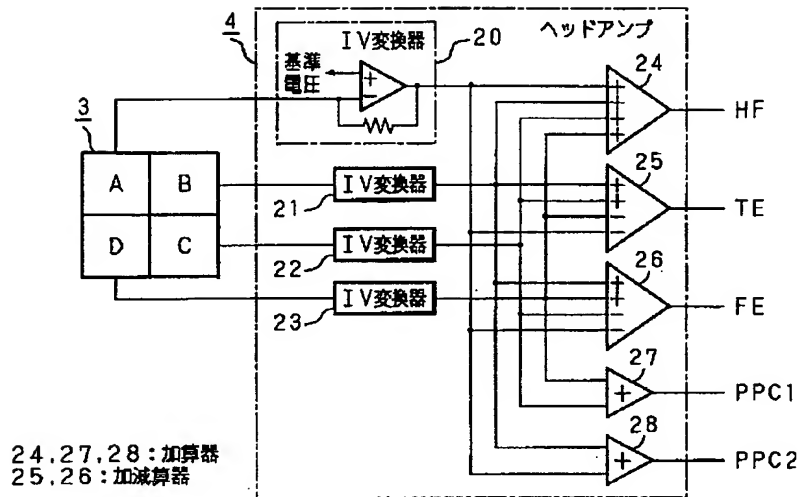 4
ヘッドアンプ
IV変換器
20
基準
電圧
+
−
24
+
+
+
+
HF
3
A
B
D
C
IV変換器
21
25
+
+
−
−
TE
IV変換器
22
26
+
+
−
−
FE
IV変換器
23
27
+
PPC1
28
+
PPC2
24,27,28:加算器
25,26:加減算器